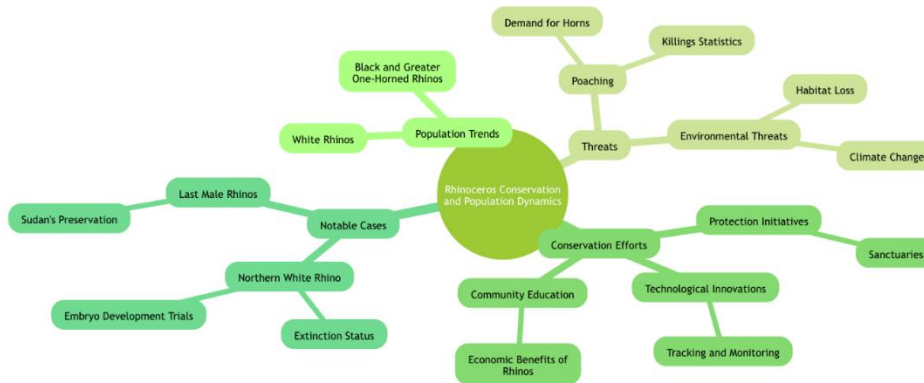 Demand for Horns
Killings Statistics
Black and Greater
One-Horned Rhinos
Poaching
Habitat Loss
White Rhinos
Population Trends
Threats
Environmental Threats
Climate Change
Rhinoceros Conservation
and Population Dynamics
Last Male Rhinos
Sudan's Preservation
Notable Cases
Protection Initiatives
Conservation Efforts
Sanctuaries
Northern White Rhino
Community Education
Technological Innovations
Embryo Development Trials
Extinction Status
Economic Benefits of
Rhinos
Tracking and Monitoring